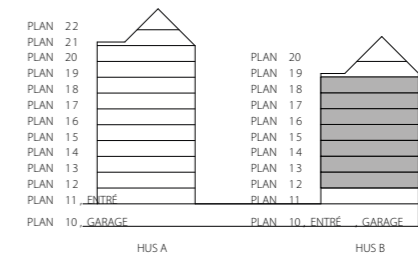 PLAN 22
PLAN 21
PLAN 20
PLAN 19
PLAN 18
PLAN 17
PLAN 16
PLAN 15
PLAN 14
PLAN 13
PLAN 12
PLAN 11, ENTRÉ
PLAN 10, GARAGE
HUS A
PLAN 20
PLAN 19
PLAN 18
PLAN 17
PLAN 16
PLAN 15
PLAN 14
PLAN 13
PLAN 12
PLAN 11
PLAN 10, ENTRÉ , GARAGE
HUS B